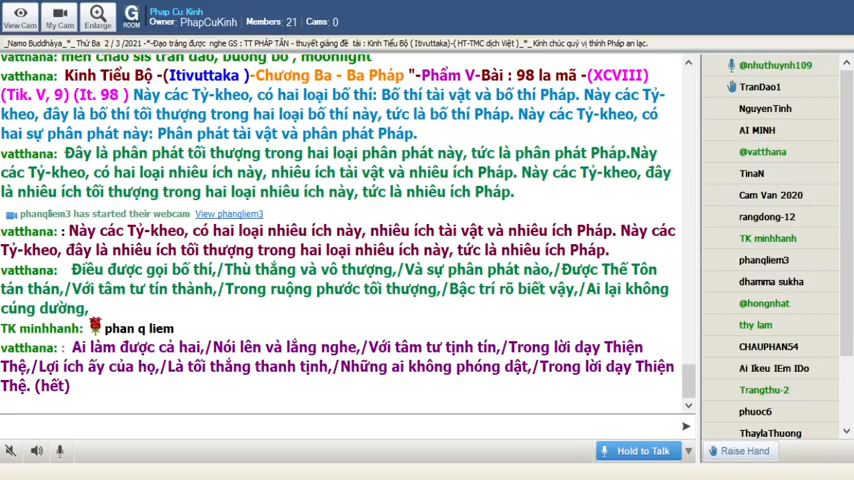 View Cam
My Cam
Enlarge
G
ROOM
Phap Cu Kinh
Owner: PhapCuKinh , Members: 21 | Cams: 0
_Namo Buddhàya_*_ Thứ Ba 2 / 3 /2021 -*-Đạo tràng được nghe GS : TT PHÁP TÂN - thuyết giảng đề tài : Kinh Tiểu Bộ ( Itivuttaka)-( HT-TMC dịch Việt )_*_ Kính chúc quý vị thính Pháp an lạc.
vatthana: Kinh Tiểu Bộ -(Itivuttaka )-Chương Ba - Ba Pháp "-Phẩm V-Bài : 98 la mã -(XCVIII)
(Tik. V, 9) (It. 98 ) Này các Tỷ-kheo, có hai loại bố thí: Bố thí tài vật và bố thí Pháp. Này các Tỷ-
kheo, đây là bố thí tối thượng trong hai loại bố thí này, tức là bố thí Pháp. Này các Tỷ-kheo, có
hai sự phân phát này: Phân phát tài vật và phân phát Pháp.
vatthana: Đây là phân phát tối thượng trong hai loại phân phát này, tức là phân phát Pháp.Này
các Tỷ-kheo, có hai loại nhiêu ích này, nhiêu ích tài vật và nhiêu ích Pháp. Này các Tỷ-kheo, đây
là nhiêu ích tối thượng trong hai loại nhiêu ích này, tức là nhiêu ích Pháp.
phanqliem3 has started their webcam View phanqliem3
vatthana: : Này các Tỷ-kheo, có hai loại nhiêu ích này, nhiêu ích tài vật và nhiêu ích Pháp. Này các
Tỷ-kheo, đây là nhiêu ích tối thượng trong hai loại nhiêu ích này, tức là nhiêu ích Pháp.
vatthana: Điều được gọi bố thí,/Thù thắng và vô thượng,/Và sự phân phát nào,/Được Thế Tôn
tán thán,/Với tâm tư tín thành,/Trong ruộng phước tối thượng,/Bậc trí rõ biết vậy,/Ai lại không
cúng dường,
TK minhhanh: phan q liem
vatthana: : Ai làm được cả hai,/Nói lên và lắng nghe,/Với tâm tư tịnh tín,/Trong lời dạy Thiện
Thệ,/Lợi ích ấy của họ,/Là tối thắng thanh tịnh,/Những ai không phóng dật,/Trong lời dạy Thiện
Thệ. (hết)
Hold to Talk
@nhuthuynh109
TranDao1
NguyenTinh
AI MINH
@vatthana
TinaN
Cam Van 2020
rangdong-12
TK minhhanh
phanqliem3
dhamma sukha
@hongnhat
thy lam
CHAUPHAN54
Ai Ikeu IEm IDo
Trangthu-2
phuoc6
ThaylaThuong
Raise Hand